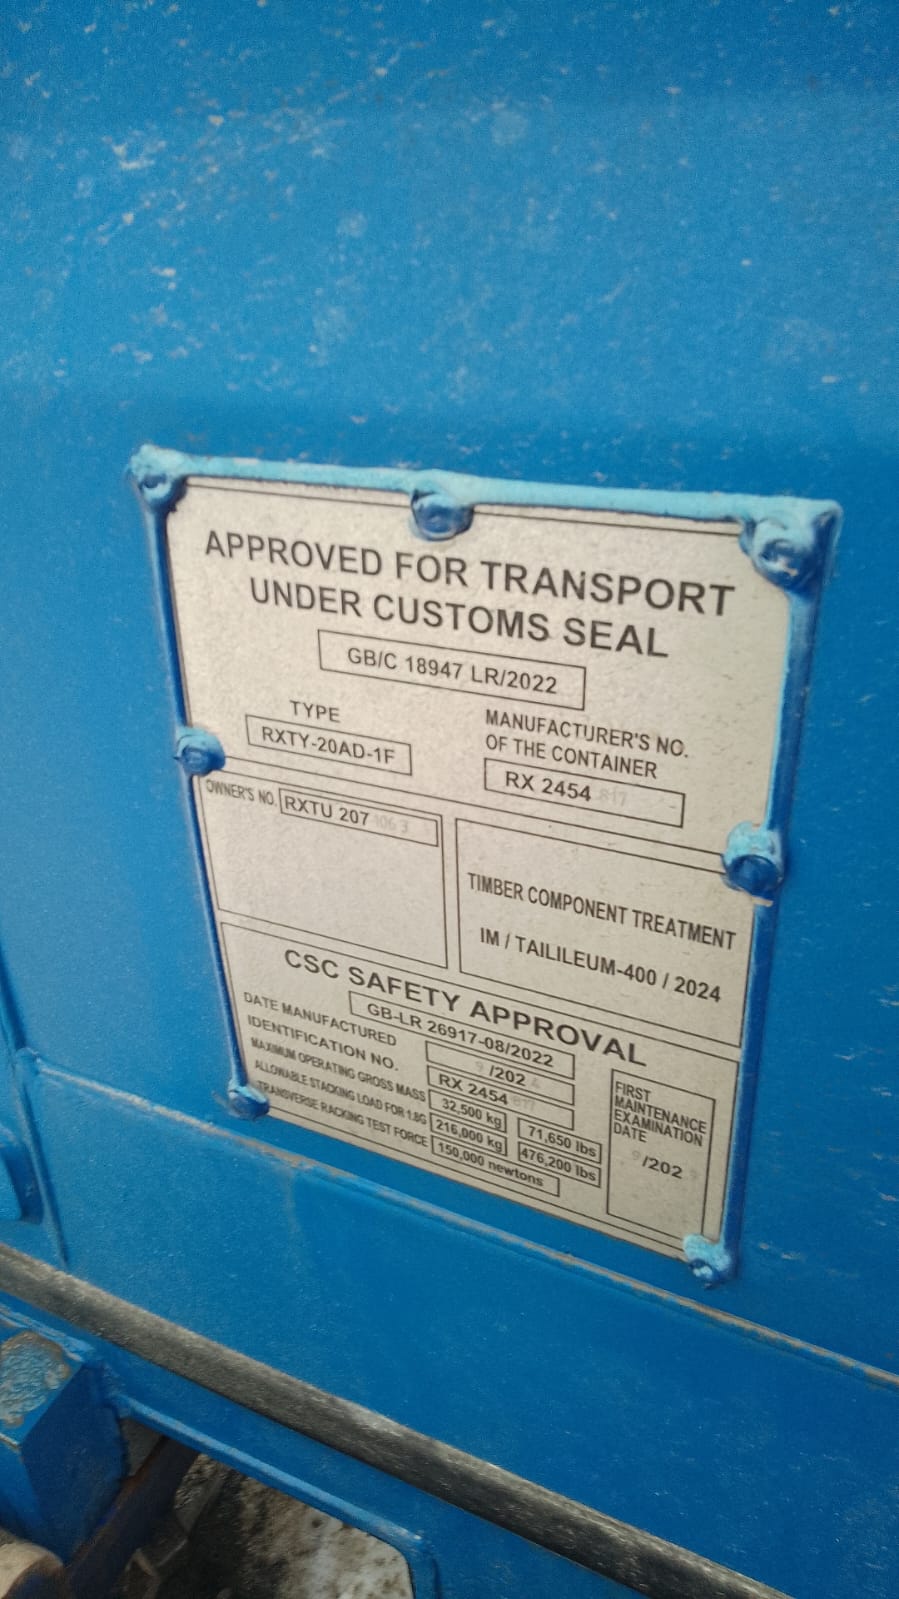 APPROVED FOR TRANSPORT
UNDER CUSTOMS SEAL
GB/C 18947 LR/2022
TYPE
RXTY-20AD-1F
MANUFACTURER'S NO.
OF THE CONTAINER
RX 2454 817
OWNER'S NO. RXTU 207
TIMBER COMPONENT TREATMENT
IM / TAILILEUM-400 / 2024
CSC SAFETY APPROVAL
GB-LR 26917-08/2022
DATE MANUFACTURED 9 /202
IDENTIFICATION NO. RX 2454 817
MAXIMUM OPERATING GROSS MASS 32,500 kg 71,650 lbs
ALLOWABLE STACKING LOAD FOR 1.8G 216,000 kg 476,200 lbs
TRANSVERSE RACKING TEST FORCE 150,000 newtons
FIRST
MAINTENANCE
EXAMINATION
DATE
9 /202